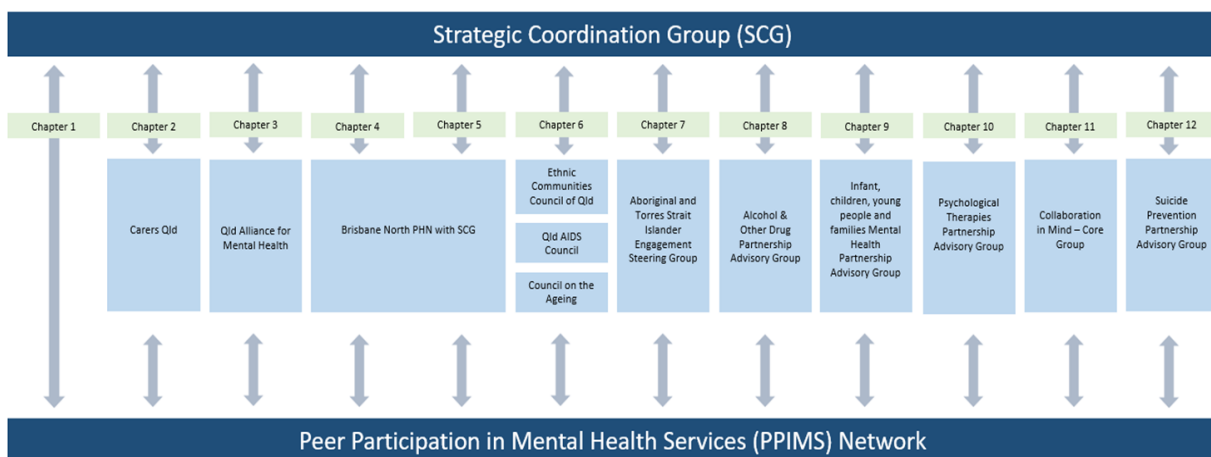 Strategic Coordination Group (SCG)
Chapter 1
Chapter 2
Chapter 3
Chapter 4
Chapter 5
Chapter 6
Chapter 7
Chapter 8
Chapter 9
Chapter 10
Chapter 11
Chapter 12
Carers Qld
Qld Alliance for
Mental Health
Brisbane North PHN with SCG
Ethnic
Communities
Council of Qld
Qld AIDS
Council
Council on the
Ageing
Aboriginal and
Torres Strait
Islander
Engagement
Steering Group
Alcohol &
Other Drug
Partnership
Advisory Group
Infant,
children, young
people and
families Mental
Health
Partnership
Advisory Group
Psychological
Therapies
Partnership
Advisory Group
Collaboration
in Mind – Core
Group
Suicide
Prevention
Partnership
Advisory Group
Peer Participation in Mental Health Services (PPIMS) Network